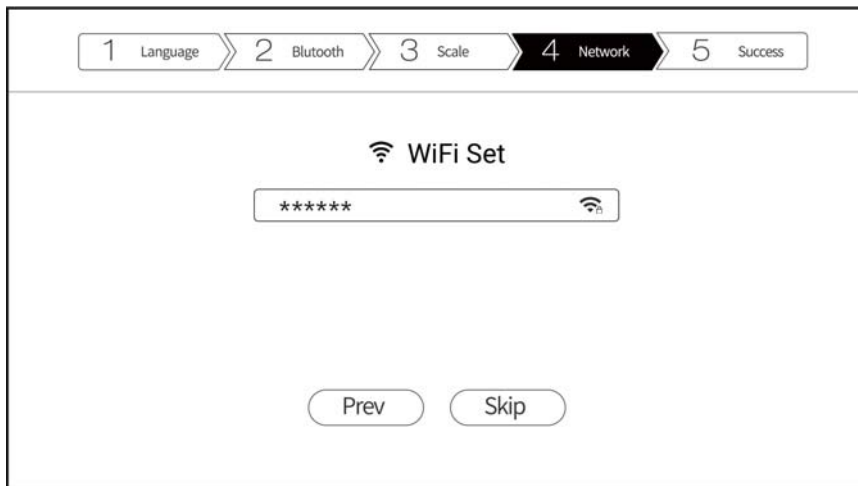 1 Language 2 Blutooth 3 Scale 4 Network 5 Success
WiFi Set
******
Prev Skip